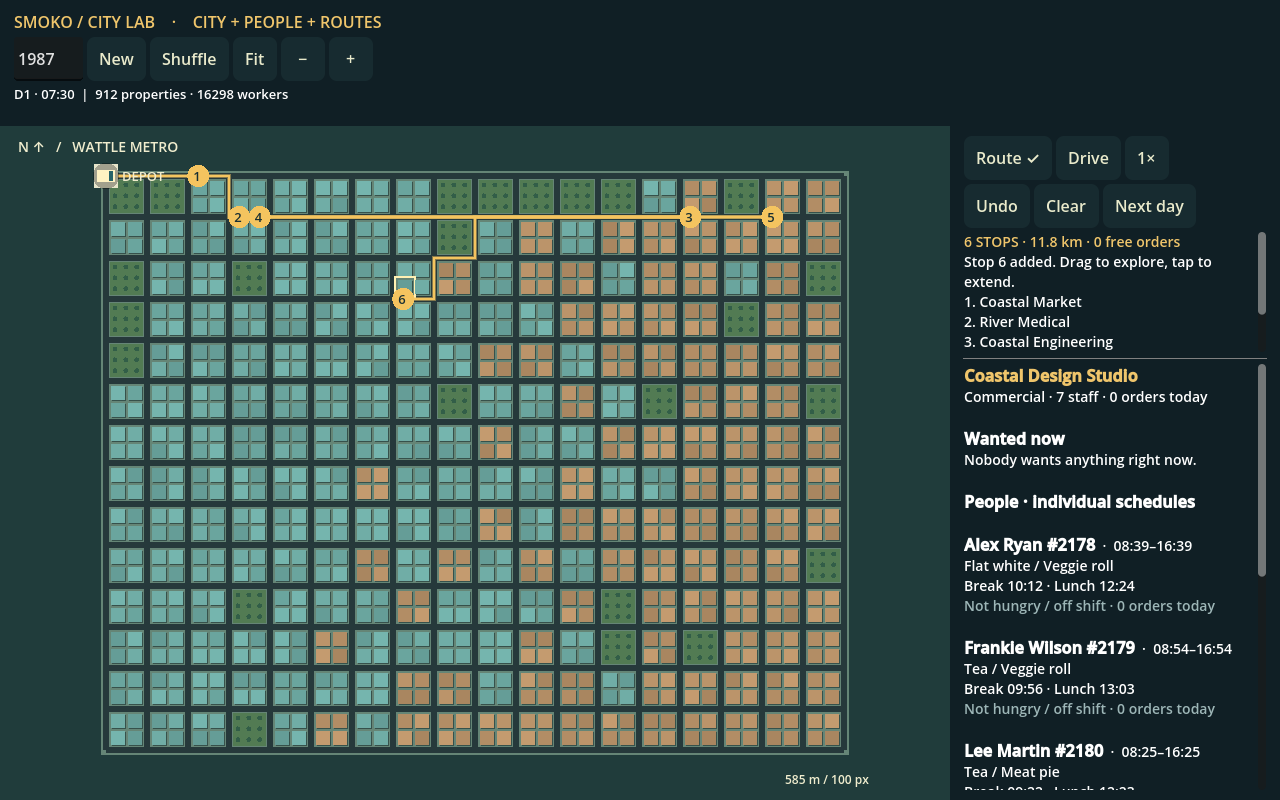 SMOKO / CITY LAB · CITY + PEOPLE + ROUTES
1987 New Shuffle Fit − +
D1 · 07:30 | 912 properties · 16298 workers
N ↑ / WATTLE METRO
DEPOT
1
2 4 3 5
6
585 m / 100 px
Route ✓ Drive 1×
Undo Clear Next day
6 STOPS · 11.8 km · 0 free orders
Stop 6 added. Drag to explore, tap to
extend.
1. Coastal Market
2. River Medical
3. Coastal Engineering
Coastal Design Studio
Commercial · 7 staff · 0 orders today
Wanted now
Nobody wants anything right now.
People · individual schedules
Alex Ryan #2178 · 08:39–16:39
Flat white / Veggie roll
Break 10:12 · Lunch 12:24
Not hungry / off shift · 0 orders today
Frankie Wilson #2179 · 08:54–16:54
Tea / Veggie roll
Break 09:56 · Lunch 13:03
Not hungry / off shift · 0 orders today
Lee Martin #2180 · 08:25–16:25
Tea / Meat pie